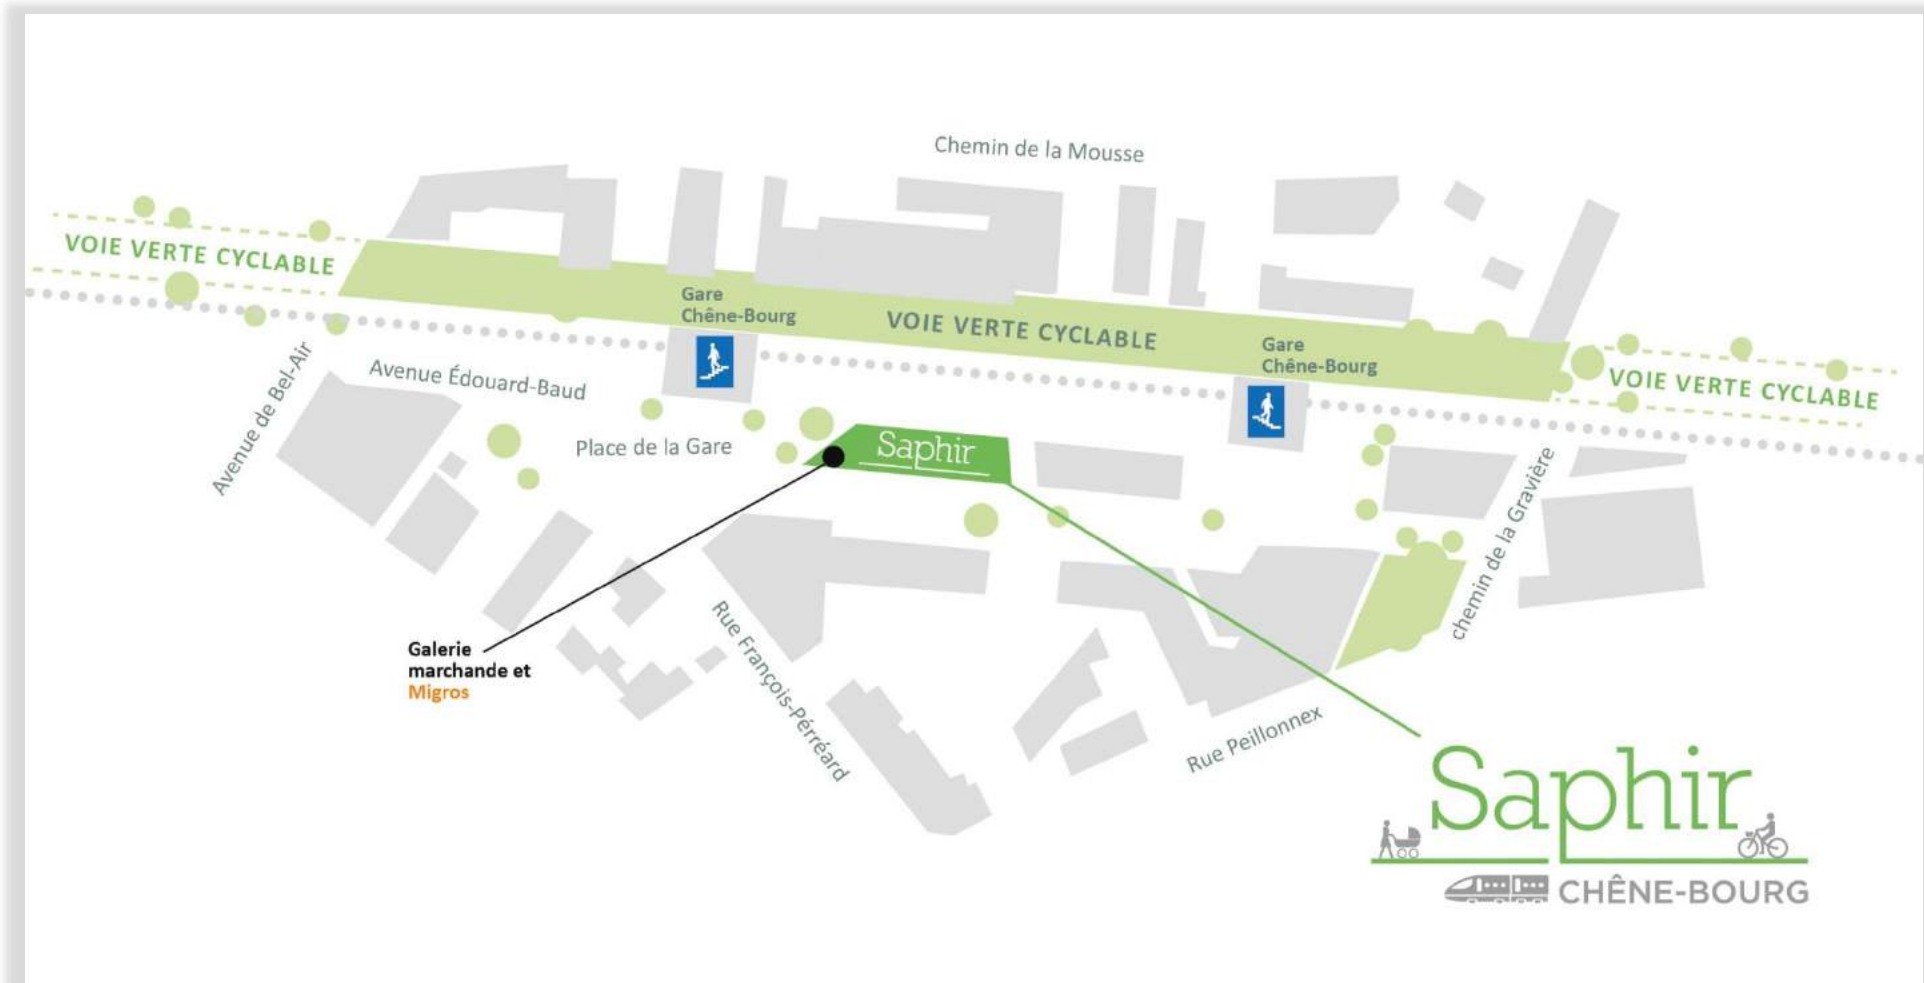 Chemin de la Mousse
VOIE VERTE CYCLABLE
Gare
Chêne-Bourg
VOIE VERTE CYCLABLE
Gare
Chêne-Bourg
VOIE VERTE CYCLABLE
Avenue de Bel-Air
Avenue Édouard-Baud
Place de la Gare
Saphir
chemin de la Gravière
Galerie
marchande et
Migros
Rue François-Pérréard
Rue Peillonnex
Saphir
CHÊNE-BOURG